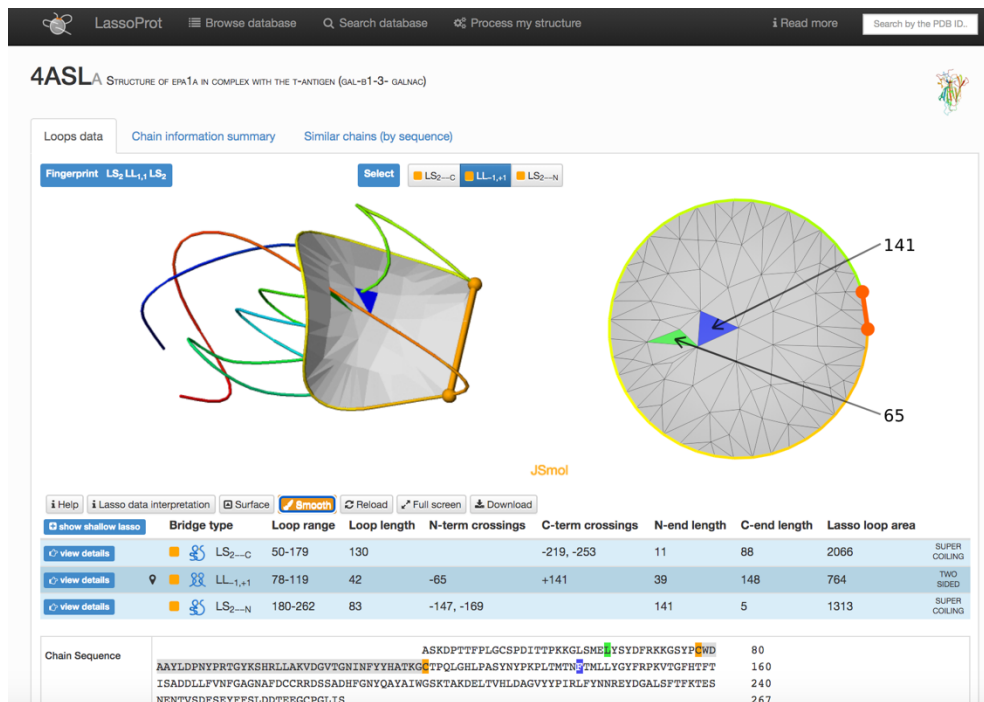 LassoProt Browse database Search database Process my structure i Read more Search by the PDB ID..
4ASLA STRUCTURE OF EPA1A IN COMPLEX WITH THE T-ANTIGEN (GAL-B1-3- GALNAC)
Loops data Chain information summary Similar chains (by sequence)
Fingerprint LS2 LL-1,1 LS2 Select LS2---C LL-1,+1 LS2---N
141
65
JSmol
i Help i Lasso data interpretation Surface Smooth Reload Full screen Download
show shallow lasso Bridge type Loop range Loop length N-term crossings C-term crossings N-end length C-end length Lasso loop area
view details LS2---C 50-179 130 -219, -253 11 88 2066 SUPER COILING
view details LL-1,+1 78-119 42 -65 +141 39 148 764 TWO SIDED
view details LS2---N 180-262 83 -147, -169 141 5 1313 SUPER COILING
Chain Sequence ASKDPTTFPLGCSPDITTPKKGLSMELYSYDFRKKGSYPCWD 80
AAYLDPNYPRTGYKSHRLLAKVDGVTGNINFYYHATKGCTPQLGHLPASYNYPKPLTMTNFTMLLYGYFRPKVTGFHTFT 160
ISADDLLFVNFGAGNAFDCCRRDSSADHFGNYQAYAIWGSKTAKDELTVHLDAGVYYPIRLFYNNREYDGALSFTFKTES 240
NENTVSDFSEYFFSLDDTEEGCPGLIS 267